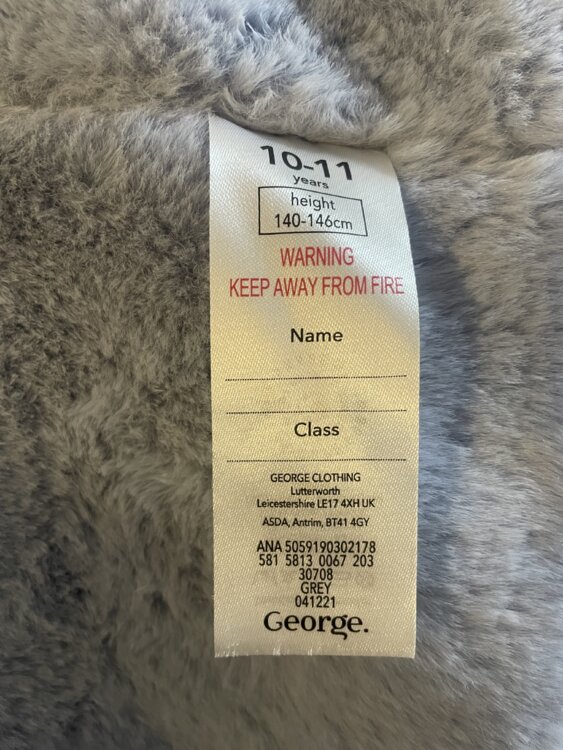 10-11
years
height
140-146cm
WARNING
KEEP AWAY FROM FIRE
Name
Class
GEORGE CLOTHING
Lutterworth
Leicestershire LE17 4XH UK
ASDA, Antrim, BT41 4GY
ANA 5059190302178
581 5813 0067 203
30708
GREY
041221
George.